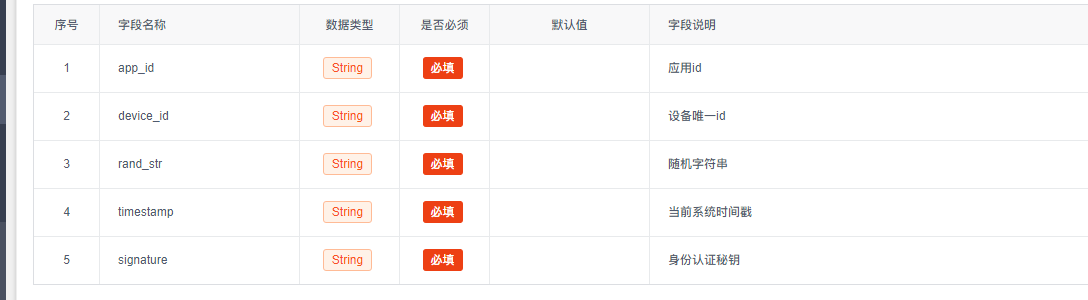 序号 字段名称 数据类型 是否必须 默认值 字段说明
1 app_id String 必填 应用id
2 device_id String 必填 设备唯一id
3 rand_str String 必填 随机字符串
4 timestamp String 必填 当前系统时间戳
5 signature String 必填 身份认证秘钥